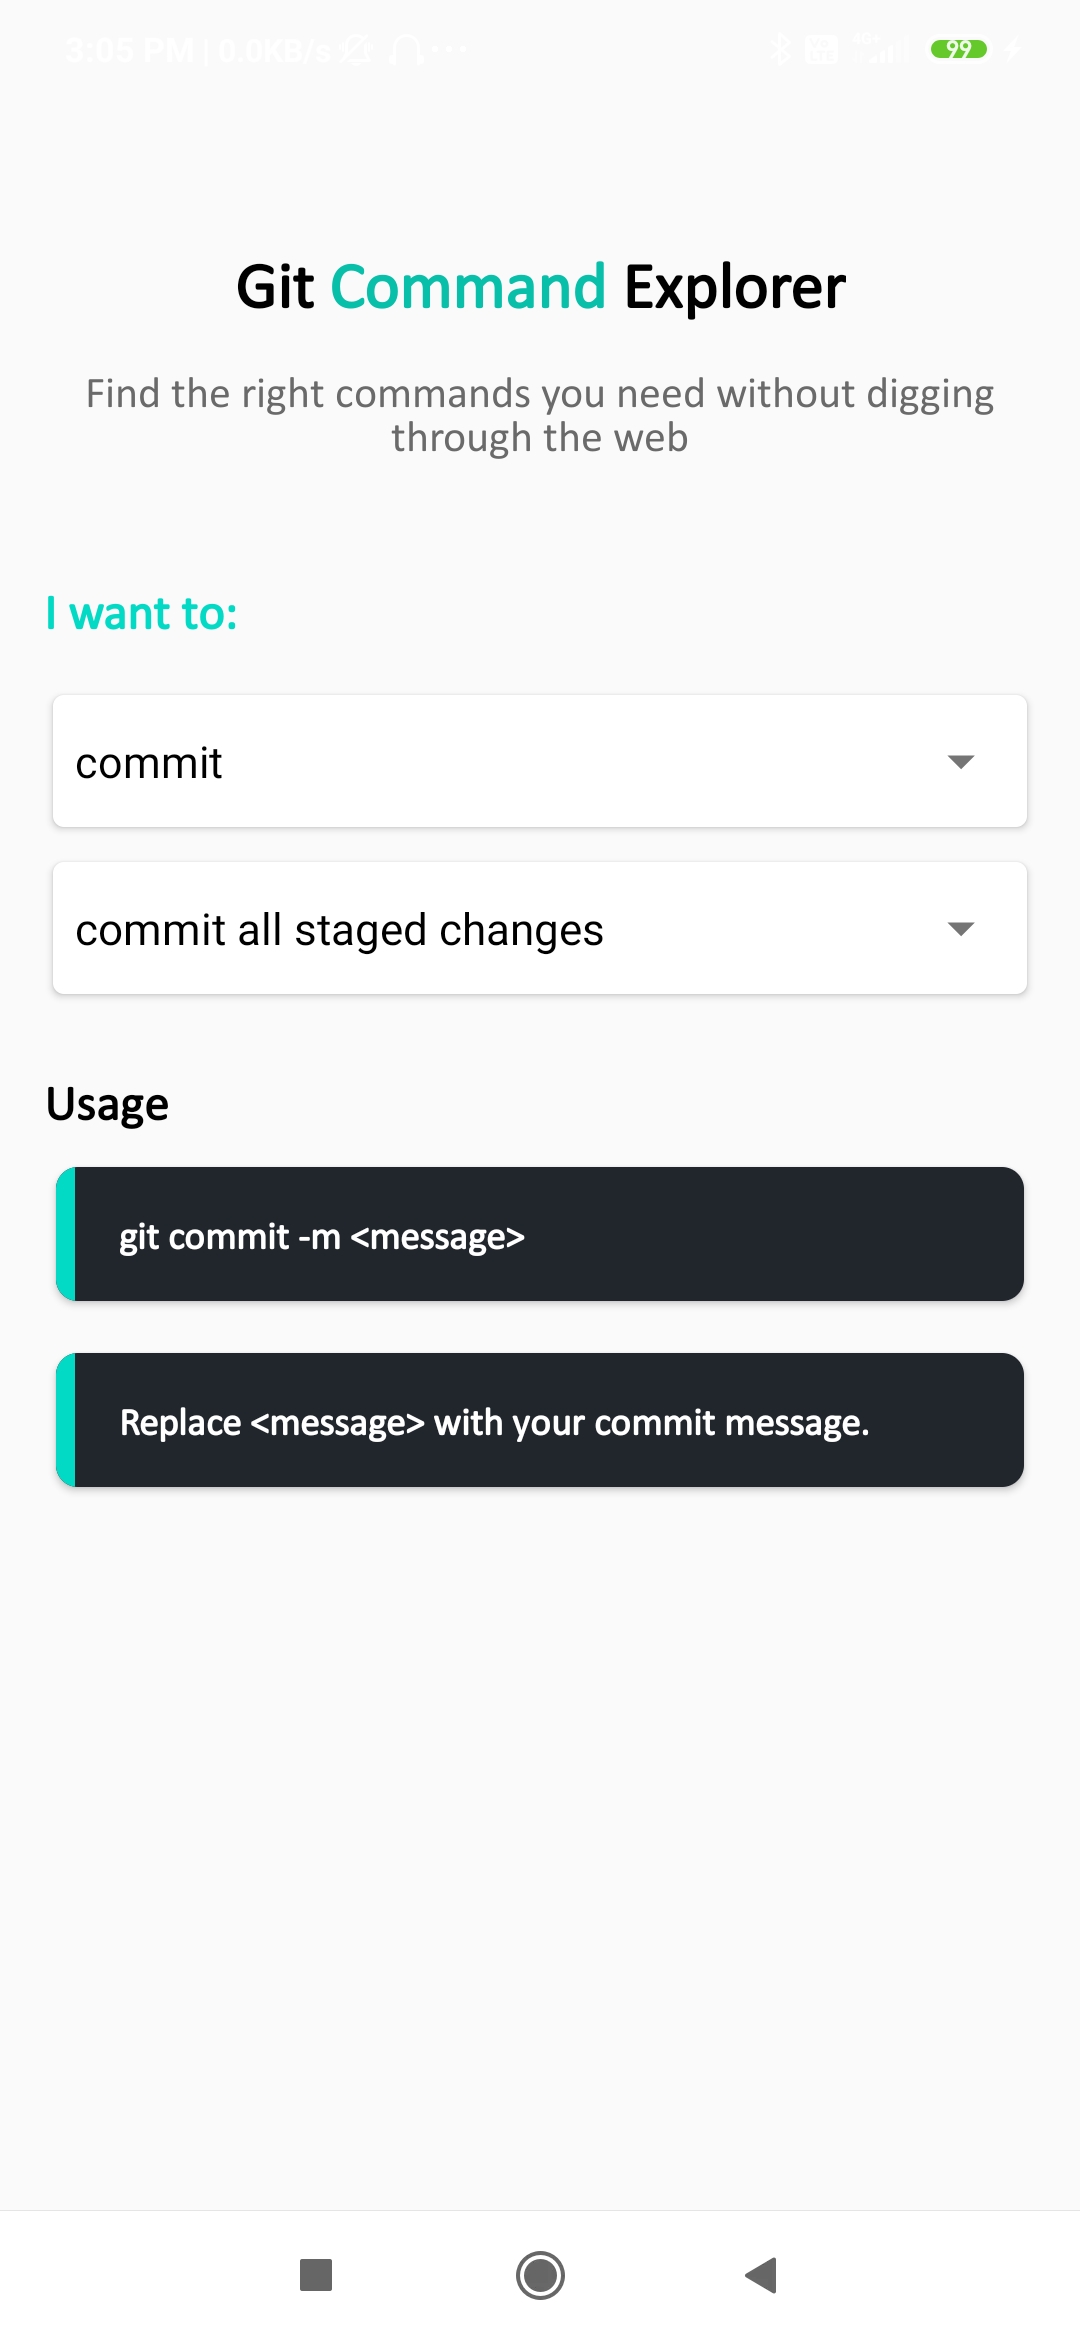 3:05 PM | 0.0KB/s
99
Git Command Explorer
Find the right commands you need without digging
through the web
I want to:
commit
commit all staged changes
Usage
git commit -m <message>
Replace <message> with your commit message.